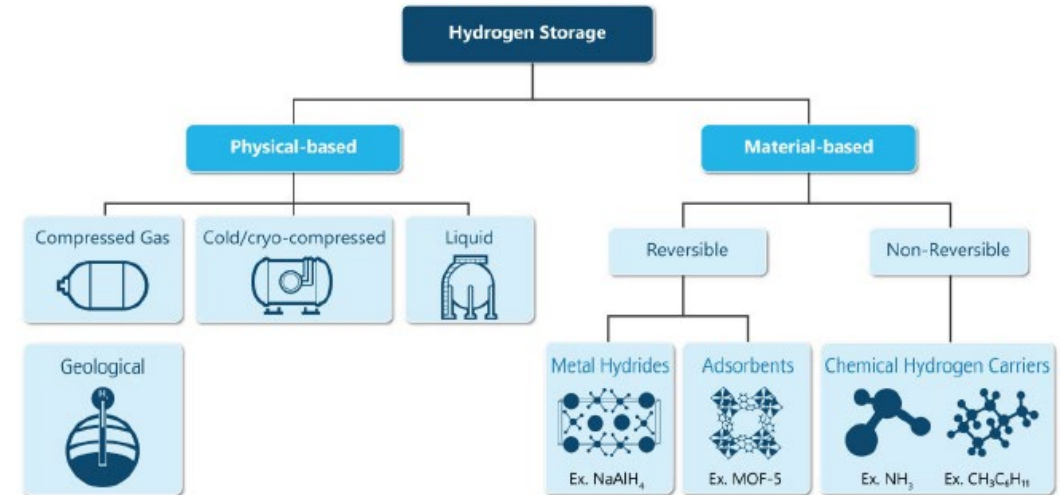 Hydrogen Storage
Physical-based
Material-based
Compressed Gas
Cold/cryo-compressed
Liquid
Reversible
Non-Reversible
Geological
H₂
Metal Hydrides
Adsorbents
Chemical Hydrogen Carriers
Ex. NaAlH₄
Ex. MOF-5
Ex. NH₃
Ex. CH₃C₆H₁₁